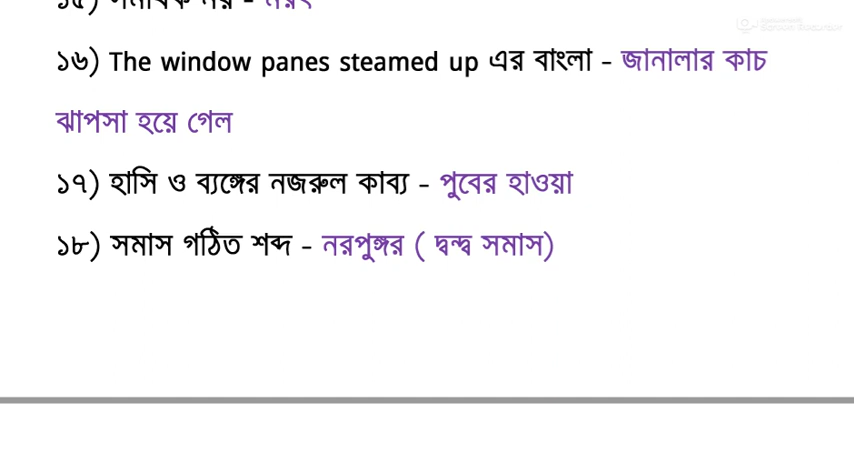 ১৬) The window panes steamed up এর বাংলা - জানালার কাচ
ঝাপসা হয়ে গেল
১৭) হাসি ও ব্যঙ্গের নজরুল কাব্য - পুবের হাওয়া
১৮) সমাস গঠিত শব্দ - নরপুঙ্গর ( দ্বন্দ্ব সমাস)